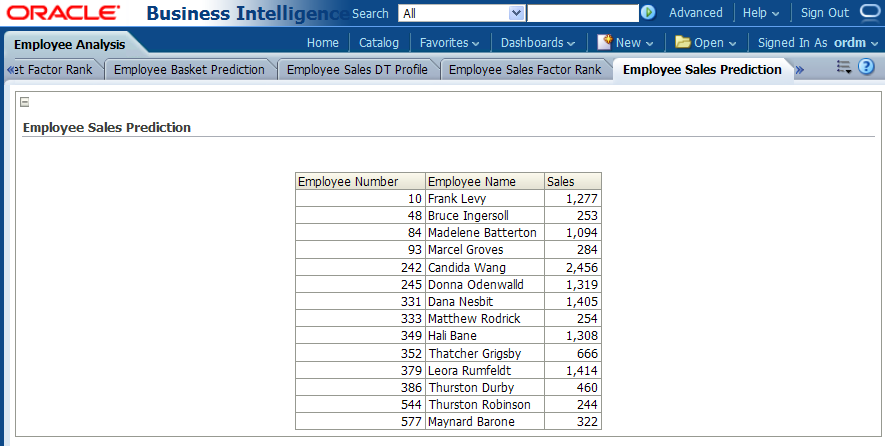 ORACLE Business Intelligence Search All Advanced Help Sign Out
Employee Analysis Home Catalog Favorites Dashboards New Open Signed In As ordm
et Factor Rank Employee Basket Prediction Employee Sales DT Profile Employee Sales Factor Rank Employee Sales Prediction
Employee Sales Prediction
Employee Number Employee Name Sales
10 Frank Levy 1,277
48 Bruce Ingersoll 253
84 Madelene Batterton 1,094
93 Marcel Groves 284
242 Candida Wang 2,456
245 Donna Odenwalld 1,319
331 Dana Nesbit 1,405
333 Matthew Rodrick 254
349 Hali Bane 1,308
352 Thatcher Grigsby 666
379 Leora Rumfeldt 1,414
386 Thurston Durby 460
544 Thurston Robinson 244
577 Maynard Barone 322